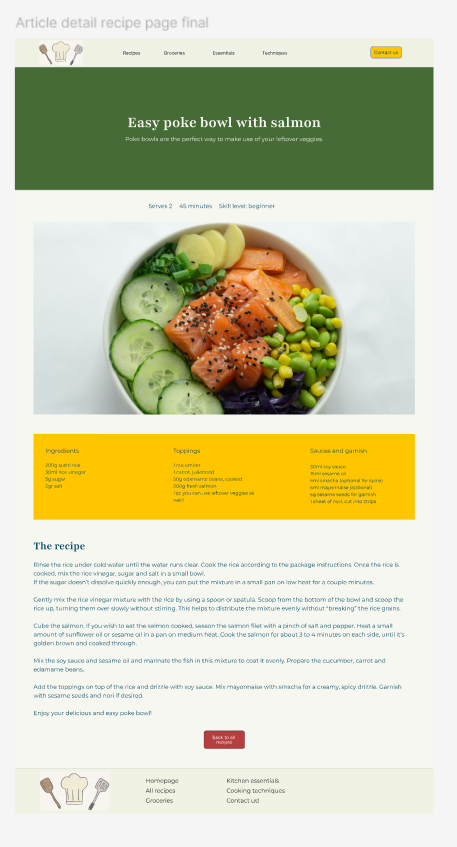 Article detail recipe page final
Recipes
Groceries
Essentials
Techniques
Contact us
Easy poke bowl with salmon
Poke bowls are the perfect way to make use of your leftover veggies.
Serves 2
45 minutes
Skill level: beginner
Ingredients
200g sushi rice
30ml rice vinegar
5g sugar
2gr salt
Toppings
1 cucumber
1 carrot, julienned
50g edamame beans, cooked
200g fresh salmon
Tip: you can use leftover veggies as
well!
Sauces and garnish
30ml soy sauce
15ml sesame oil
5ml sriracha (optional for spice)
5ml mayonnaise (optional)
5g sesame seeds for garnish
1 sheet of nori, cut into strips
The recipe
Rinse the rice under cold water until the water runs clear. Cook the rice according to the package instructions. Once the rice is
cooked, mix the rice vinegar, sugar and salt in a small bowl.
If the sugar doesn't dissolve quickly enough, you can put the mixture in a small pan on low heat for a couple minutes.
Gently mix the rice vinegar mixture with the rice by using a spoon or spatula. Scoop from the bottom of the bowl and scoop the
rice up, turning them over slowly without stirring. This helps to distribute the mixture evenly without "breaking" the rice grains.
Cube the salmon. If you wish to eat the salmon cooked, season the salmon filet with a pinch of salt and pepper. Heat a small
amount of sunflower oil or sesame oil in a pan on medium heat. Cook the salmon for about 3 to 4 minutes on each side, until it's
golden brown and cooked through.
Mix the soy sauce and sesame oil and marinate the fish in this mixture to coat it evenly. Prepare the cucumber, carrot and
edamame beans.
Add the toppings on top of the rice and drizzle with soy sauce. Mix mayonnaise with sriracha for a creamy, spicy drizzle. Garnish
with sesame seeds and nori if desired.
Enjoy your delicious and easy poke bowl!
Back to all
recipes
Homepage
All recipes
Groceries
Kitchen essentials
Cooking techniques
Contact us!